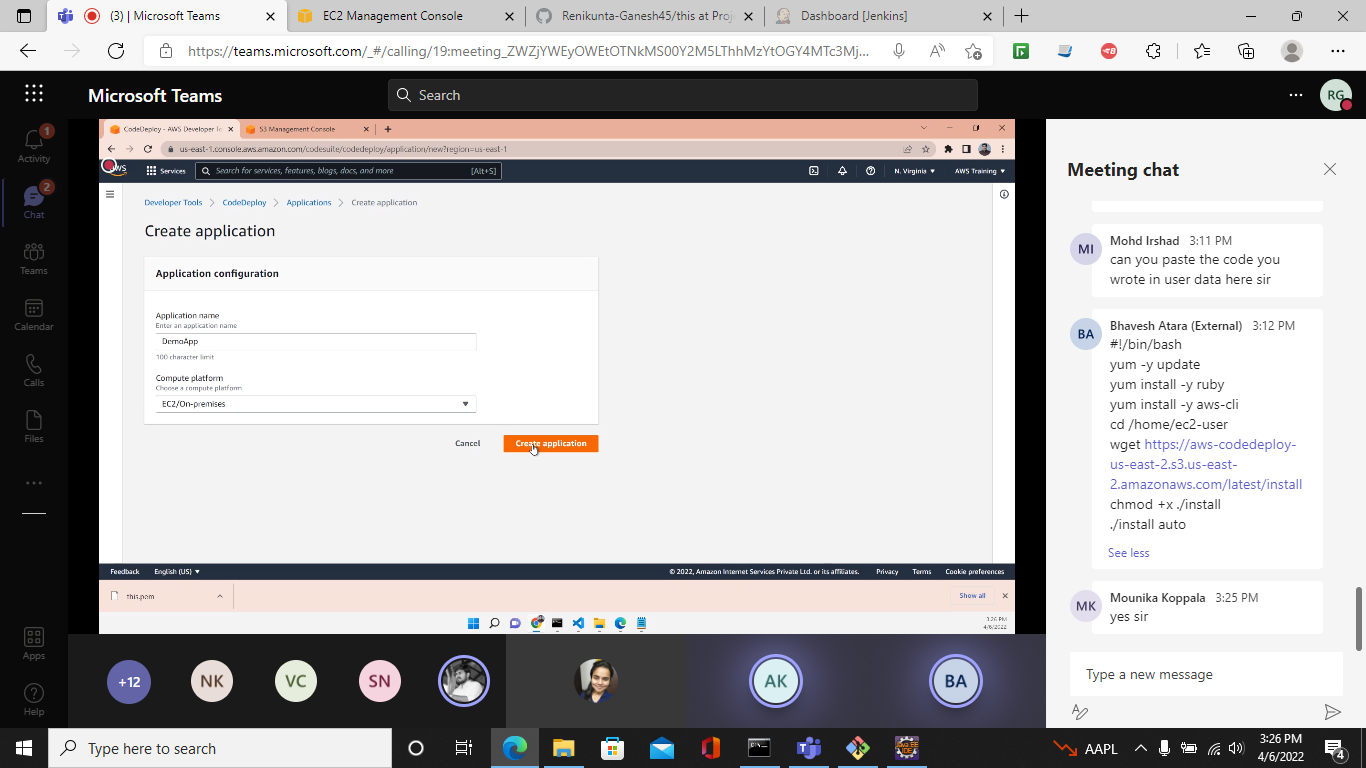 (3) | Microsoft Teams
EC2 Management Console
Renikunta-Ganesh45/this at Proj
Dashboard [Jenkins]
https://teams.microsoft.com/_#/calling/19:meeting_ZWZjYWEyOWEtOTNkMS00Y2M5LThhMzYtOGY4MTc3Mj...
Microsoft Teams
Search
RG
Activity
1
Chat
2
Teams
Calendar
Calls
Files
Apps
Help
CodeDeploy - AWS Developer To
S3 Management Console
us-east-1.console.aws.amazon.com/codesuite/codedeploy/application/new?region=us-east-1
aws
Services
Search for services, features, blogs, docs, and more
[Alt+S]
N. Virginia
AWS Training
Developer Tools
CodeDeploy
Applications
Create application
Create application
Application configuration
Application name
Enter an application name
DemoApp
100 character limit
Compute platform
Choose a compute platform
EC2/On-premises
Cancel
Create application
Feedback
English (US)
© 2022, Amazon Internet Services Private Ltd. or its affiliates.
Privacy
Terms
Cookie preferences
this.pem
Show all
3:26 PM
4/6/2022
+12
NK
VC
SN
AK
BA
Meeting chat
MI
Mohd Irshad 3:11 PM
can you paste the code you
wrote in user data here sir
BA
Bhavesh Atara (External) 3:12 PM
#!/bin/bash
yum -y update
yum install -y ruby
yum install -y aws-cli
cd /home/ec2-user
wget https://aws-codedeploy-
us-east-2.s3.us-east-
2.amazonaws.com/latest/install
chmod +x ./install
./install auto
See less
MK
Mounika Koppala 3:25 PM
yes sir
Type a new message
Type here to search
AAPL
3:26 PM
4/6/2022
4